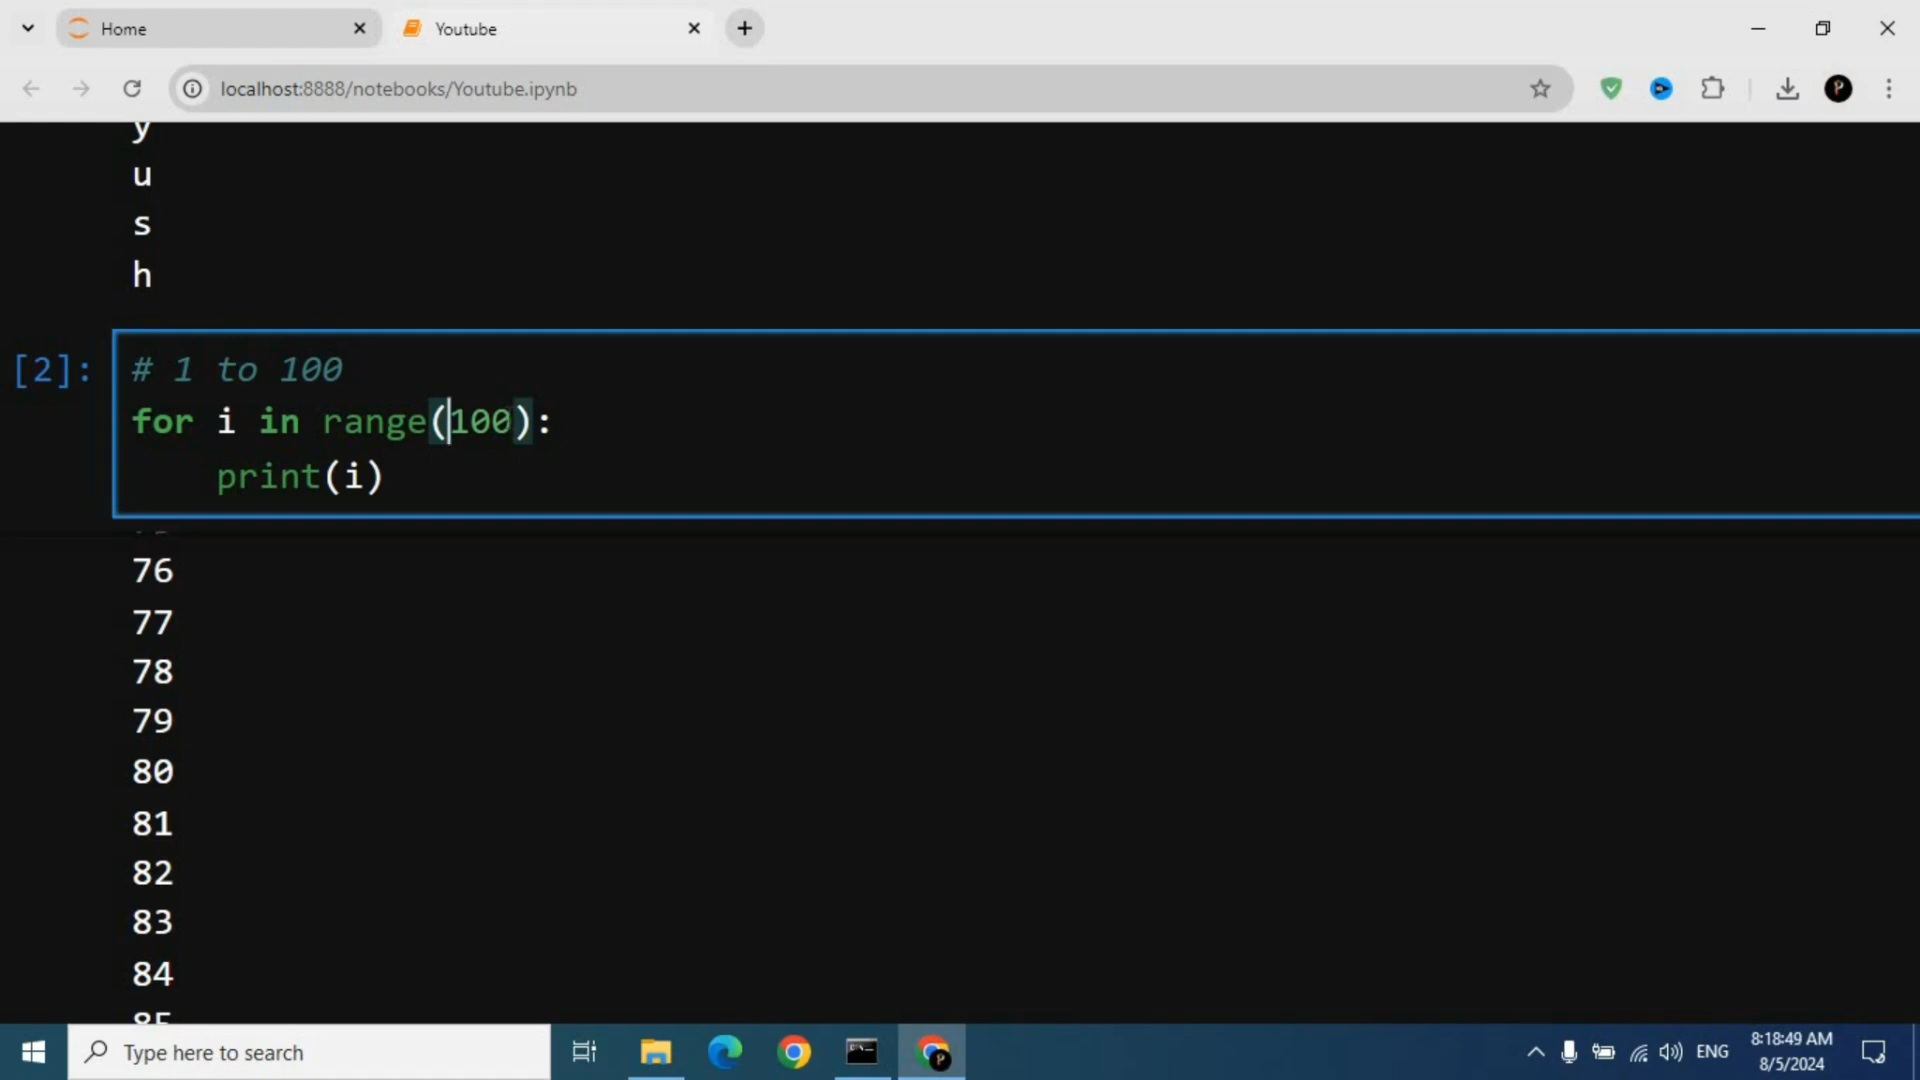 Home
Youtube
localhost:8888/notebooks/Youtube.ipynb
y
u
s
h
[2]:
# 1 to 100
for i in range(100):
    print(i)
76
77
78
79
80
81
82
83
84
85
Type here to search
ENG
8:18:49 AM
8/5/2024